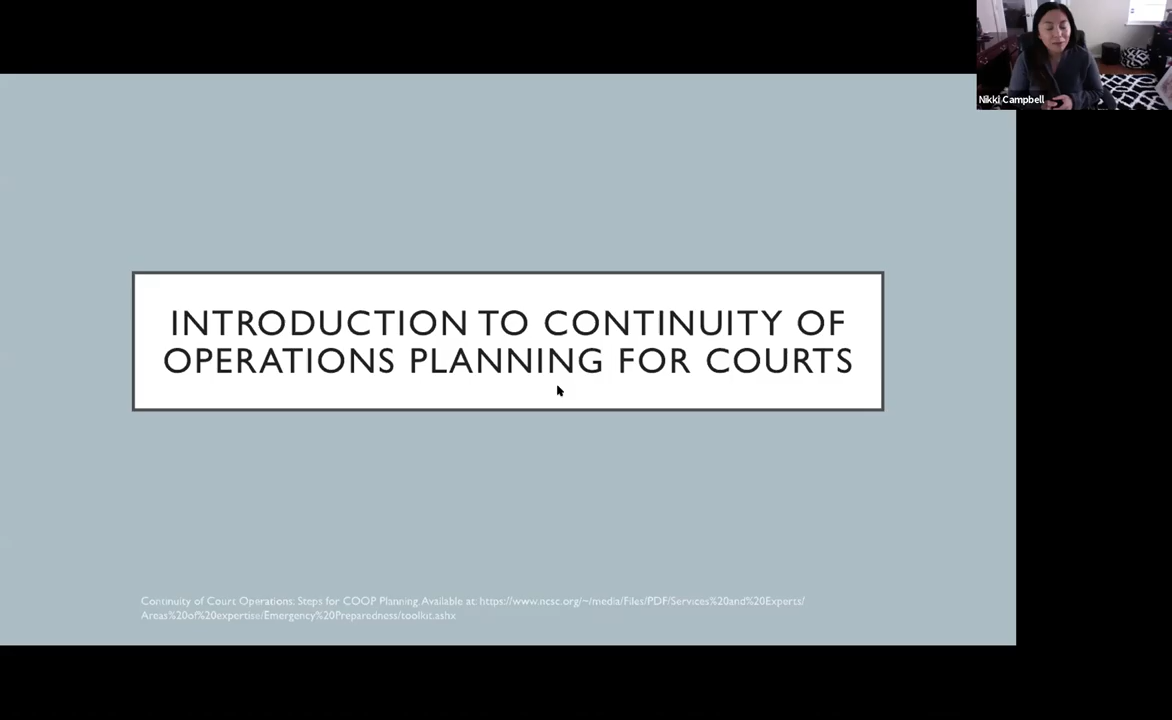 Nikki Campbell
INTRODUCTION TO CONTINUITY OF
OPERATIONS PLANNING FOR COURTS
Continuity of Court Operations: Steps for COOP Planning Available at: https://www.ncsc.org/~/media/Files/PDF/Services%20and%20Experts/
Areas%20of%20expertise/Emergency%20Preparedness/toolkit.ashx